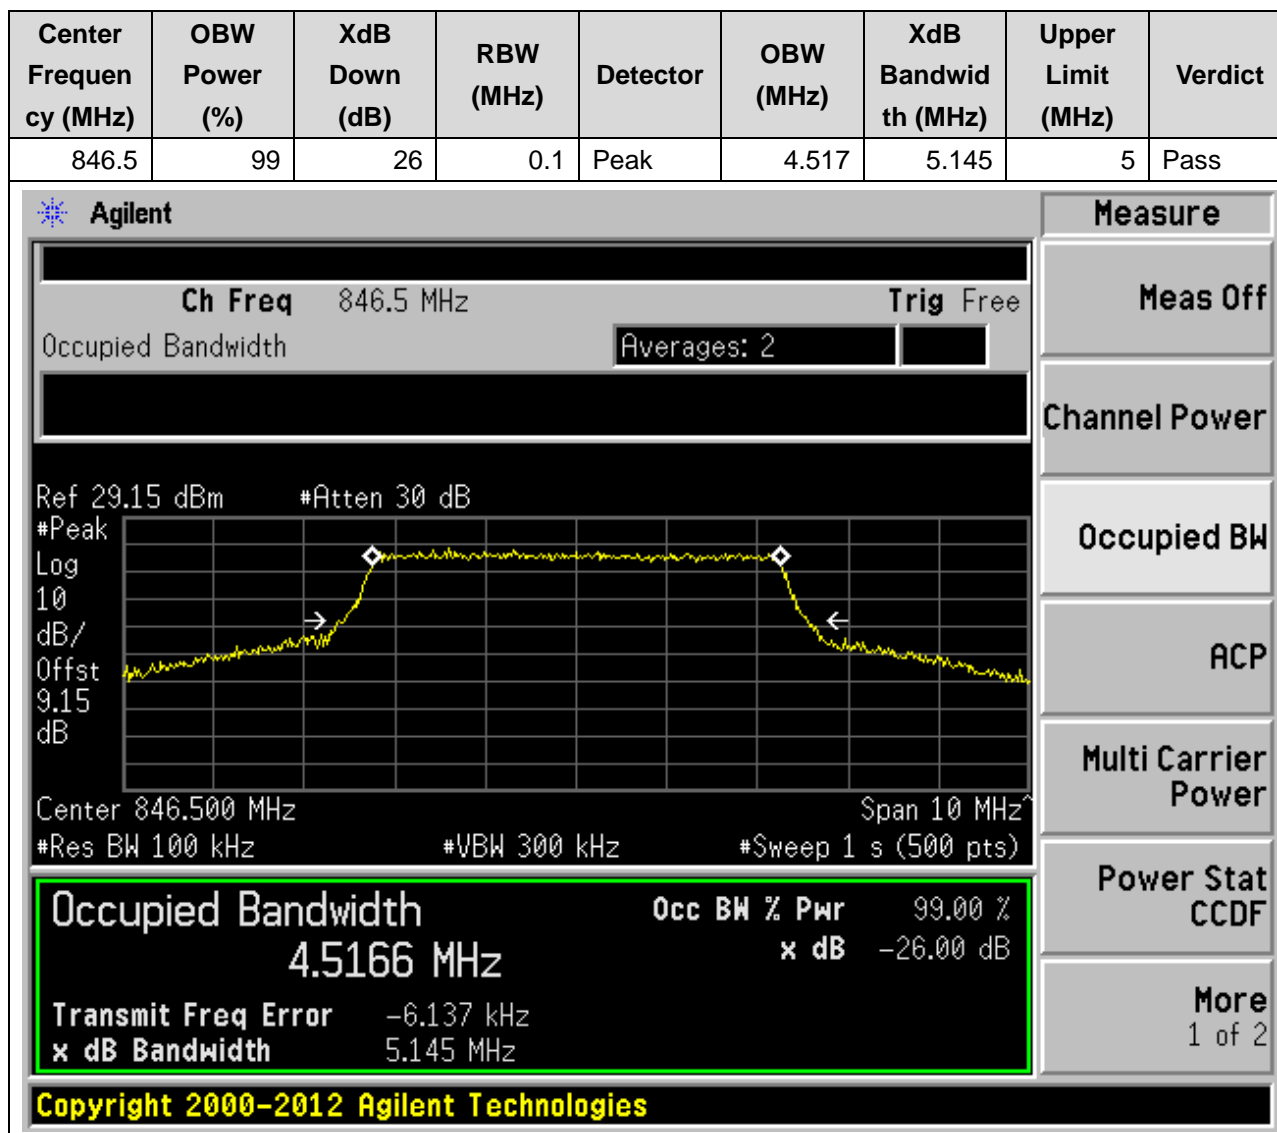 Center Frequen cy (MHz)
OBW Power (%)
XdB Down (dB)
RBW (MHz)
Detector
OBW (MHz)
XdB Bandwid th (MHz)
Upper Limit (MHz)
Verdict
846.5 99 26 0.1 Peak 4.517 5.145 5 Pass
Agilent
Measure
Ch Freq 846.5 MHz Trig Free
Occupied Bandwidth
Averages: 2
Ref 29.15 dBm #Atten 30 dB
#Peak
Log
10
dB/
Offst
9.15
dB
Center 846.500 MHz Span 10 MHz^
#Res BW 100 kHz #VBW 300 kHz #Sweep 1 s (500 pts)
Occupied Bandwidth
4.5166 MHz
Occ BW % Pwr 99.00 %
x dB -26.00 dB
Transmit Freq Error -6.137 kHz
x dB Bandwidth 5.145 MHz
Meas Off
Channel Power
Occupied BW
ACP
Multi Carrier
Power
Power Stat
CCDF
More
1 of 2
Copyright 2000-2012 Agilent Technologies